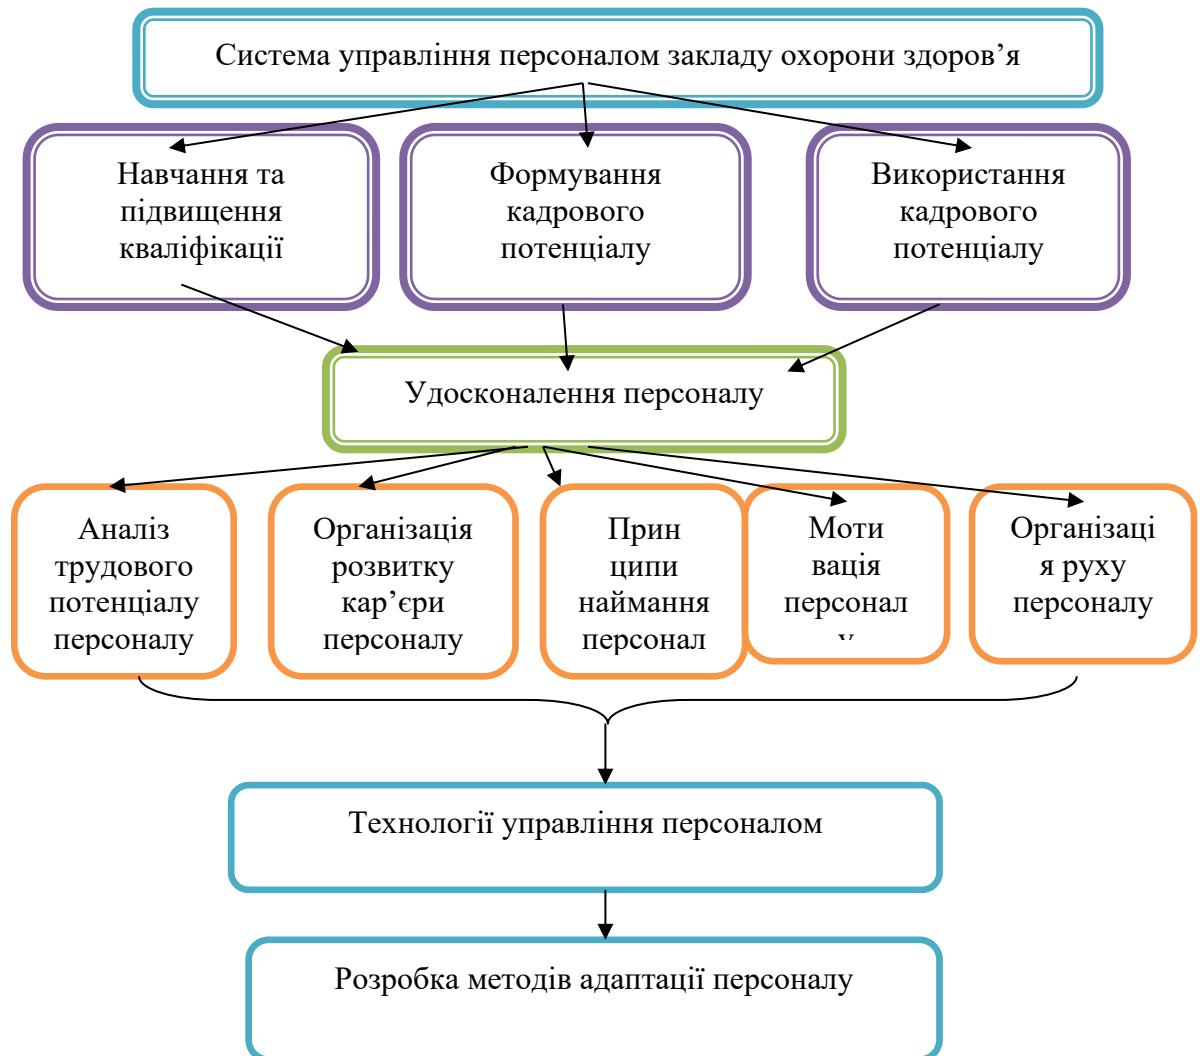 Система управління персоналом закладу охорони здоров’я
Навчання та
підвищення
кваліфікації
Формування
кадрового
потенціалу
Використання
кадрового
потенціалу
Удосконалення персоналу
Аналіз
трудового
потенціалу
персоналу
Організація
розвитку
кар’єри
персоналу
Прин
ципи
наймання
персонал
Моти
вація
персонал
у
Організаці
я руху
персоналу
Технології управління персоналом
Розробка методів адаптації персоналу